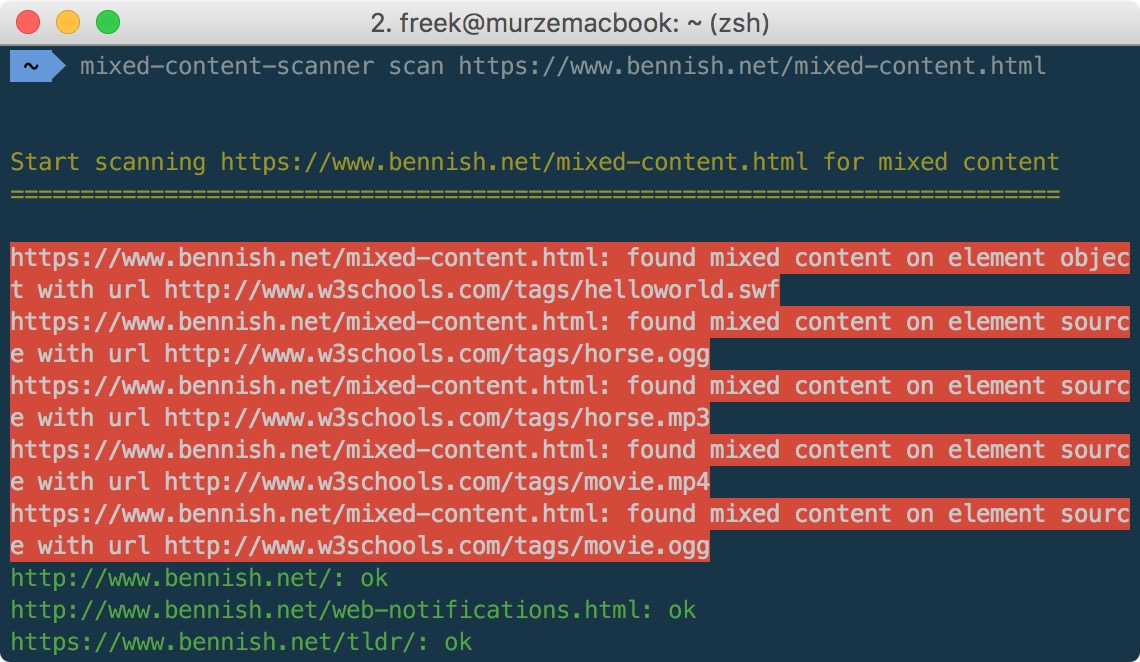 2. freek@murzemacbook: ~ (zsh)
~ mixed-content-scanner scan https://www.bennish.net/mixed-content.html
Start scanning https://www.bennish.net/mixed-content.html for mixed content
===========================================================================
https://www.bennish.net/mixed-content.html: found mixed content on element objec
t with url http://www.w3schools.com/tags/helloworld.swf
https://www.bennish.net/mixed-content.html: found mixed content on element sourc
e with url http://www.w3schools.com/tags/horse.ogg
https://www.bennish.net/mixed-content.html: found mixed content on element sourc
e with url http://www.w3schools.com/tags/horse.mp3
https://www.bennish.net/mixed-content.html: found mixed content on element sourc
e with url http://www.w3schools.com/tags/movie.mp4
https://www.bennish.net/mixed-content.html: found mixed content on element sourc
e with url http://www.w3schools.com/tags/movie.ogg
http://www.bennish.net/: ok
http://www.bennish.net/web-notifications.html: ok
https://www.bennish.net/tldr/: ok